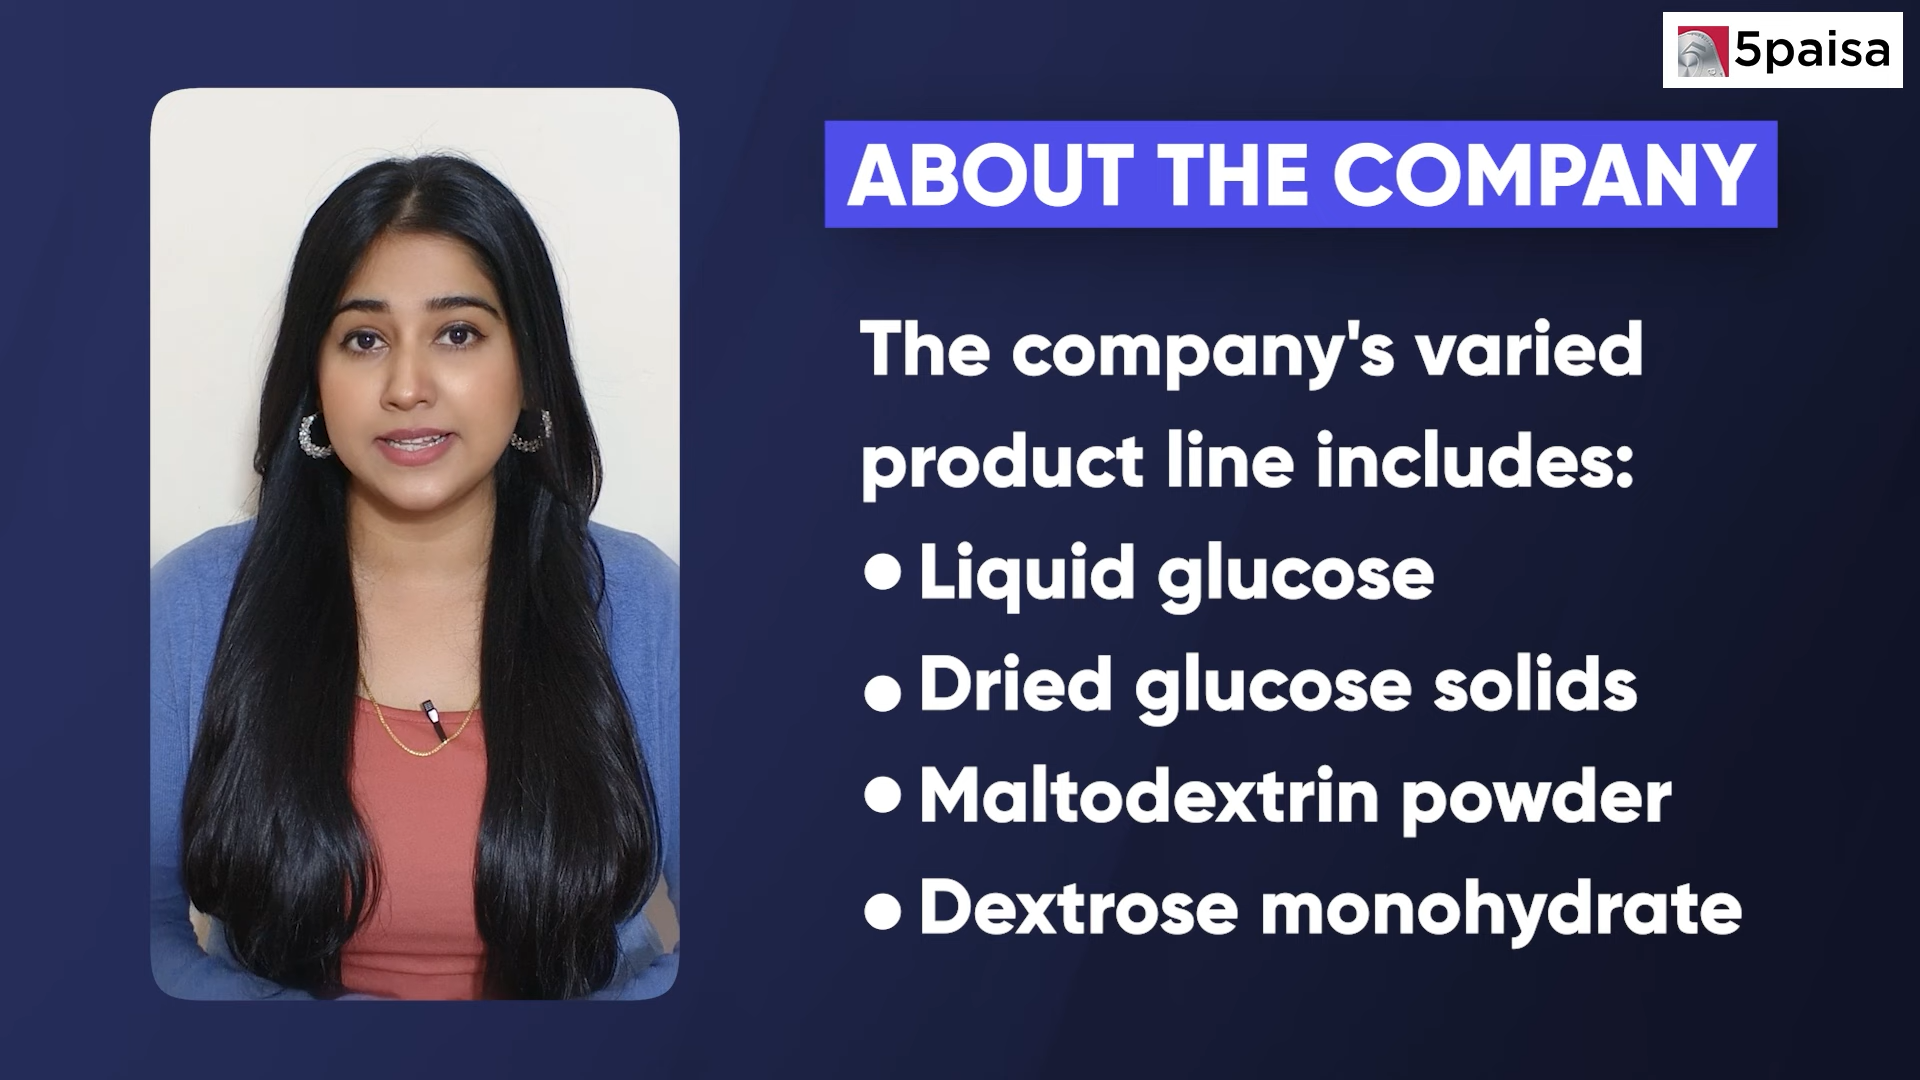 5paisa
ABOUT THE COMPANY
The company's varied
product line includes:
● Liquid glucose
● Dried glucose solids
● Maltodextrin powder
● Dextrose monohydrate